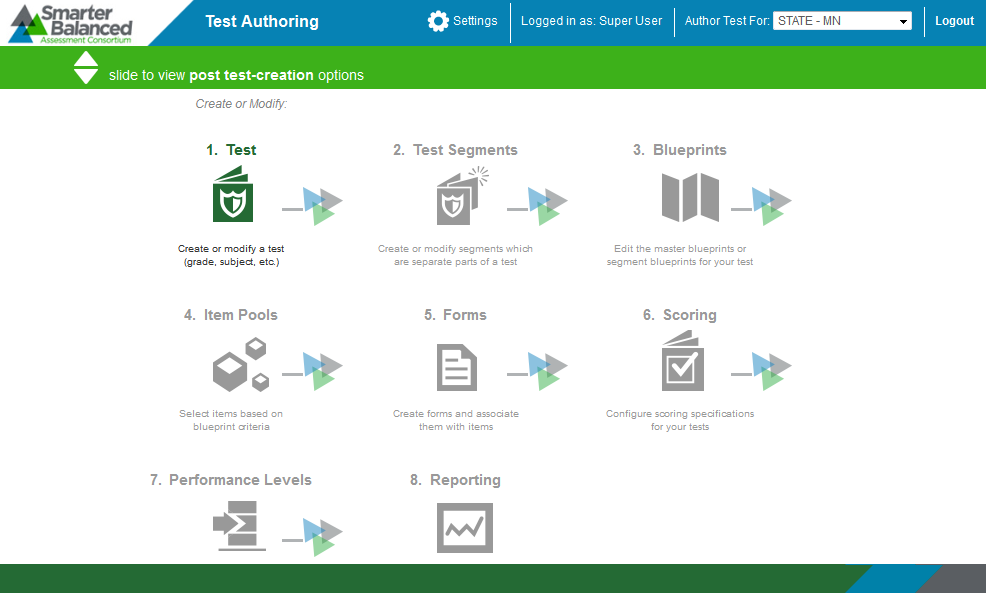 Smarter
Balanced
Assessment Consortium
Test Authoring
Settings
Logged in as: Super User
Author Test For:
STATE - MN
Logout
slide to view post test-creation options
Create or Modify:
1. Test
2. Test Segments
3. Blueprints
Create or modify a test
(grade, subject, etc.)
Create or modify segments which
are separate parts of a test
Edit the master blueprints or
segment blueprints for your test
4. Item Pools
5. Forms
6. Scoring
Select items based on
blueprint criteria
Create forms and associate
them with items
Configure scoring specifications
for your tests
7. Performance Levels
8. Reporting